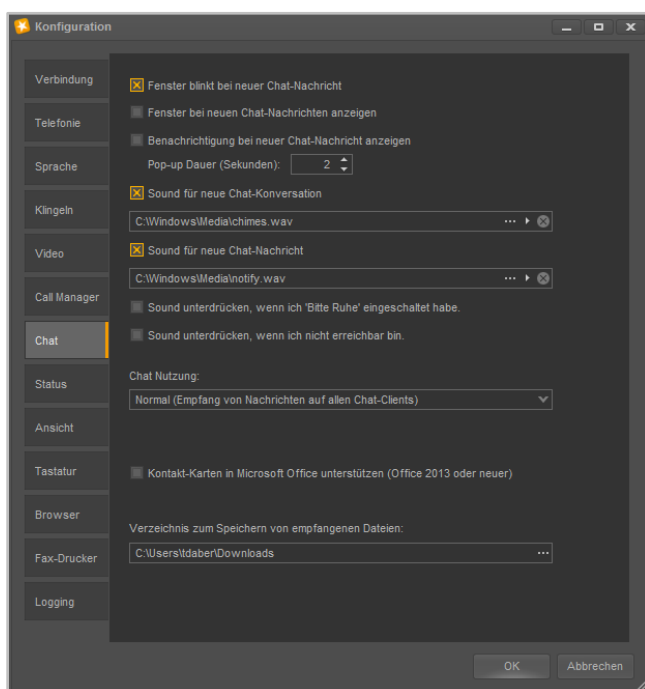 Konfiguration
Verbindung
Telefonie
Sprache
Klingeln
Video
Call Manager
Chat
Status
Ansicht
Tastatur
Browser
Fax-Drucker
Logging
Fenster blinkt bei neuer Chat-Nachricht
Fenster bei neuen Chat-Nachrichten anzeigen
Benachrichtigung bei neuer Chat-Nachricht anzeigen
Pop-up Dauer (Sekunden): 2
Sound für neue Chat-Konversation
C:\Windows\Media\chimes.wav ...
Sound für neue Chat-Nachricht
C:\Windows\Media\notify.wav ...
Sound unterdrücken, wenn ich 'Bitte Ruhe' eingeschaltet habe.
Sound unterdrücken, wenn ich nicht erreichbar bin.
Chat Nutzung:
Normal (Empfang von Nachrichten auf allen Chat-Clients)
Kontakt-Karten in Microsoft Office unterstützen (Office 2013 oder neuer)
Verzeichnis zum Speichern von empfangenen Dateien:
C:\Users\tdaber\Downloads ...
OK
Abbrechen